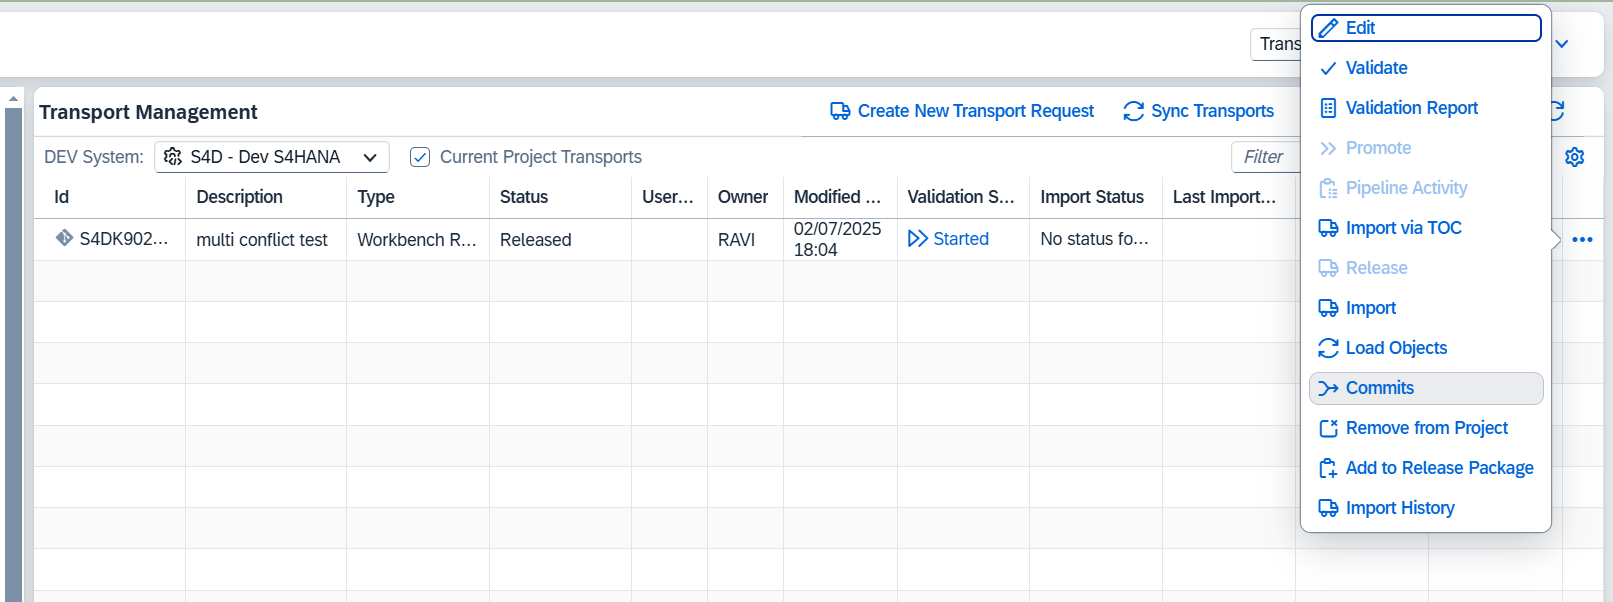 Trans
Transport Management
Create New Transport Request
Sync Transports
DEV System:
S4D - Dev S4HANA
Current Project Transports
Filter
Id
Description
Type
Status
User...
Owner
Modified ...
Validation S...
Import Status
Last Import...
S4DK902...
multi conflict test
Workbench R...
Released
RAVI
02/07/2025
18:04
Started
No status fo...
Edit
Validate
Validation Report
Promote
Pipeline Activity
Import via TOC
Release
Import
Load Objects
Commits
Remove from Project
Add to Release Package
Import History